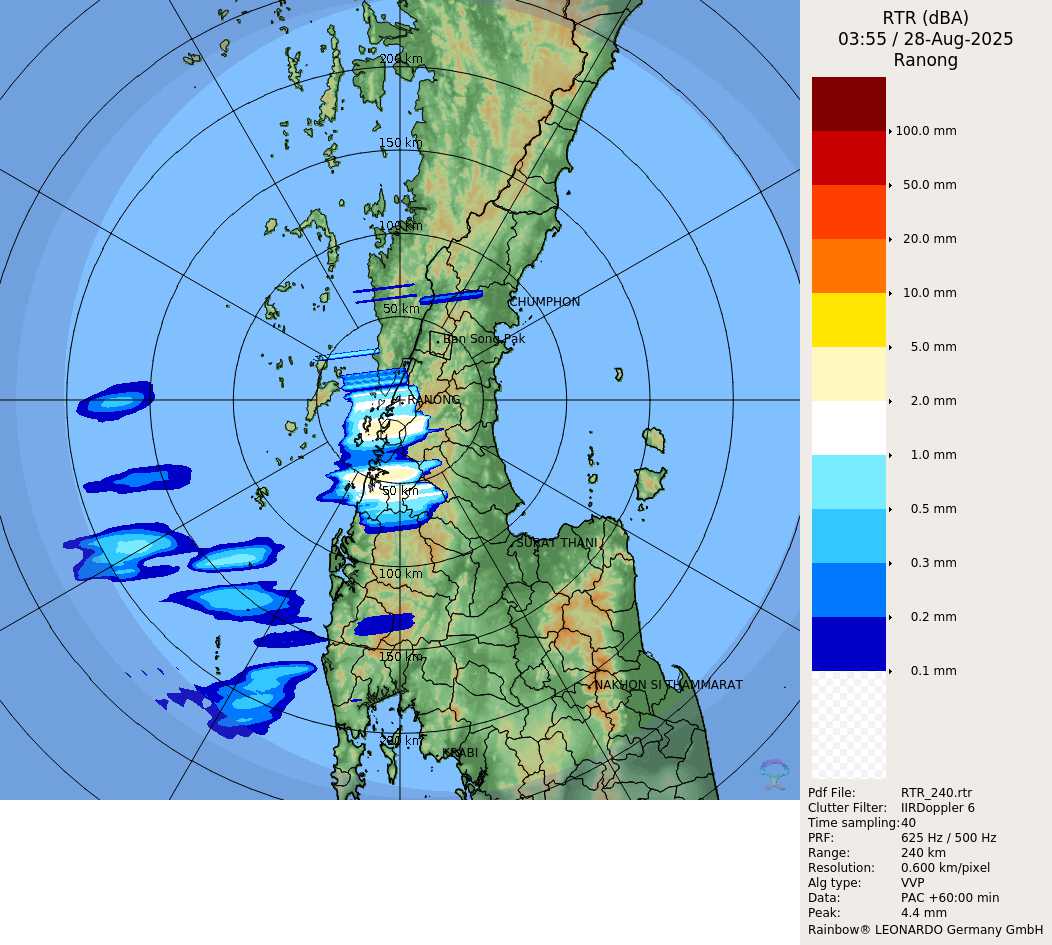 RTR (dBA)
03:55 / 28-Aug-2025
Ranong
200 km
150 km
100 km
50 km
CHUMPHON
Ban Song Pak
RANONG
50 km
SURAT THANI
100 km
150 km
NAKHON SI THAMMARAT
200 km
KRABI
100.0 mm
50.0 mm
20.0 mm
10.0 mm
5.0 mm
2.0 mm
1.0 mm
0.5 mm
0.3 mm
0.2 mm
0.1 mm
Pdf File: RTR_240.rtr
Clutter Filter: IIRDoppler 6
Time sampling: 40
PRF: 625 Hz / 500 Hz
Range: 240 km
Resolution: 0.600 km/pixel
Alg type: VVP
Data: PAC +60:00 min
Peak: 4.4 mm
Rainbow® LEONARDO Germany GmbH